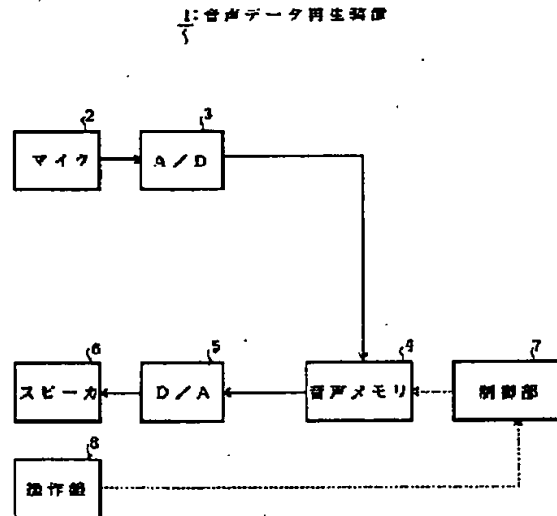 1:音声データ再生装置
2
3
マイク
A/D
6
5
4
7
スピーカ
D/A
音声メモリ
制御部
8
操作盤